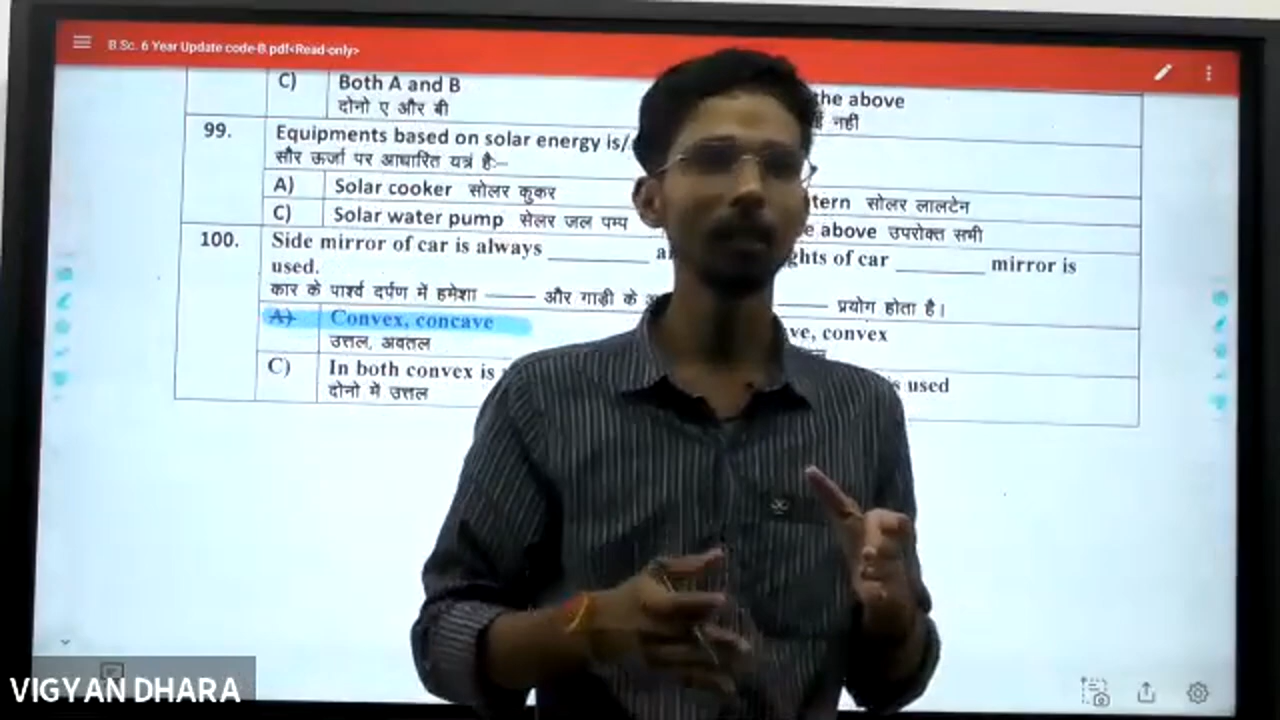 B.Sc. 6 Year Update code-B.pdf<Read-only>
C) Both A and B the above
दोनो ए और बी नहीं
99. Equipments based on solar energy is/
सौर ऊर्जा पर आधारित यत्रं है:–
A) Solar cooker सोलर कुकर tern सोलर लालटेन
C) Solar water pump सेलर जल पम्प e above उपरोक्त सभी
100. Side mirror of car is always ________ ghts of car ________ mirror is
used.
कार के पार्श्व दर्पण में हमेशा —— और गाड़ी के —— प्रयोग होता है।
A) Convex, concave ve, convex
उत्तल, अवतल
C) In both convex is s used
दोनो में उत्तल
VIGYAN DHARA